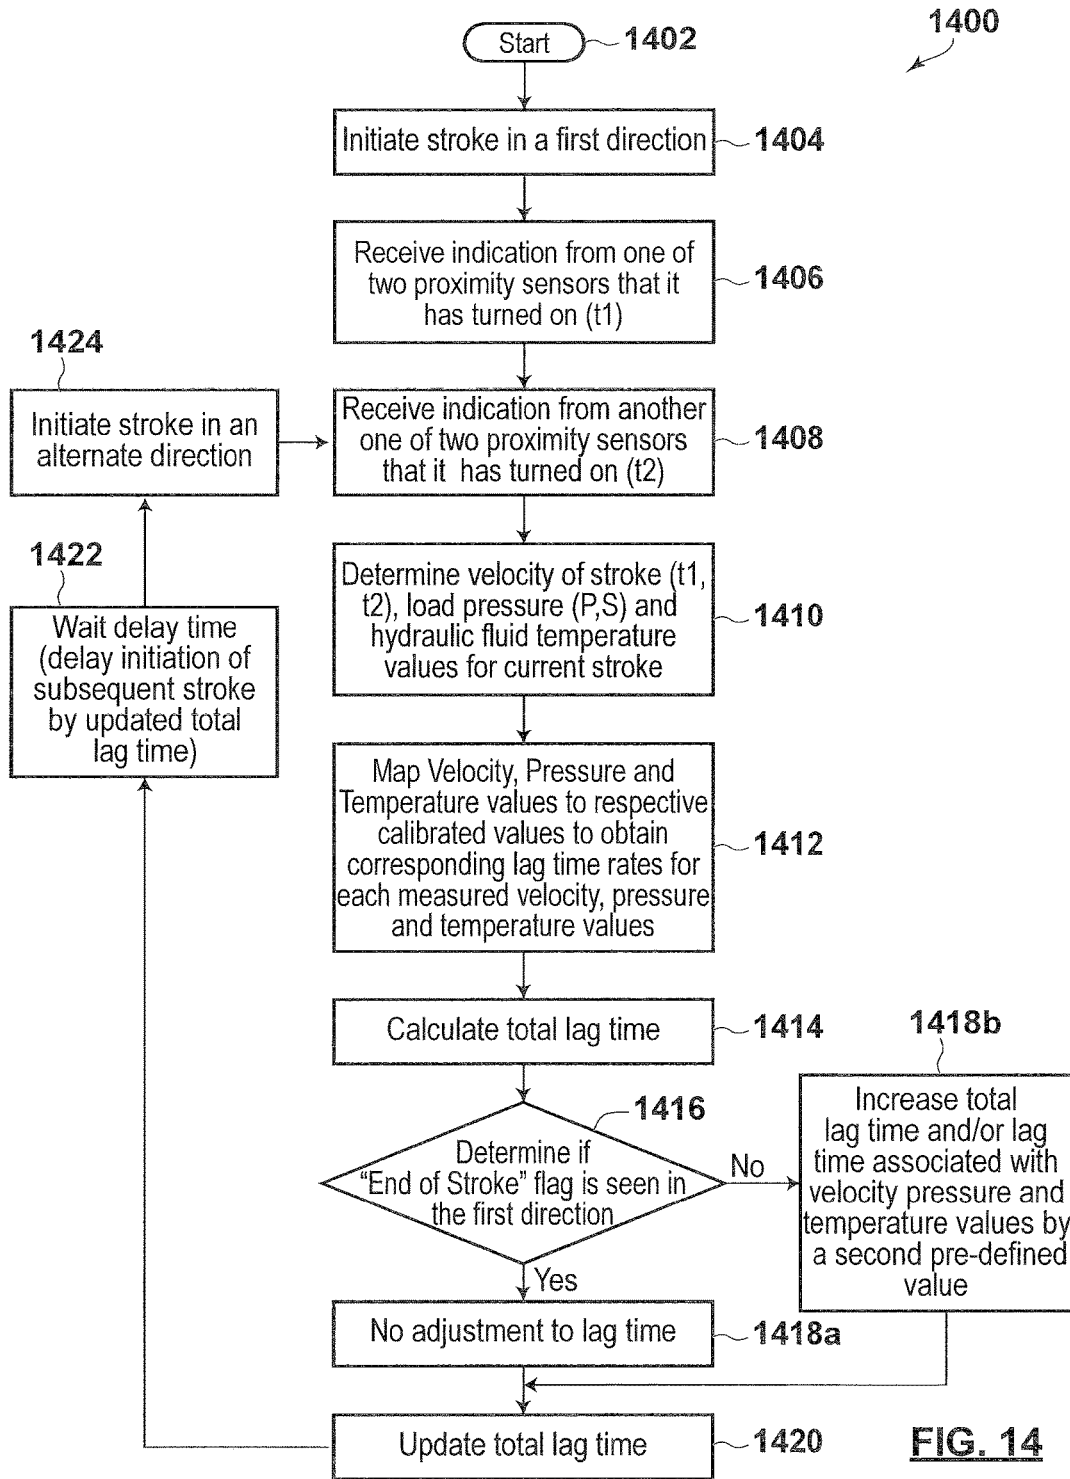 1400
Start
1402
Initiate stroke in a first direction
1404
Receive indication from one of
two proximity sensors that it
has turned on (t1)
1406
1424
Initiate stroke in an
alternate direction
Receive indication from another
one of two proximity sensors
that it has turned on (t2)
1408
1422
Wait delay time
(delay initiation of
subsequent stroke
by updated total
lag time)
Determine velocity of stroke (t1,
t2), load pressure (P,S) and
hydraulic fluid temperature
values for current stroke
1410
Map Velocity, Pressure and
Temperature values to respective
calibrated values to obtain
corresponding lag time rates for
each measured velocity, pressure
and temperature values
1412
Calculate total lag time
1414
1416
Determine if
“End of Stroke” flag is seen in
the first direction
No
1418b
Increase total
lag time and/or lag
time associated with
velocity pressure and
temperature values by
a second pre-defined
value
Yes
No adjustment to lag time
1418a
Update total lag time
1420
FIG. 14